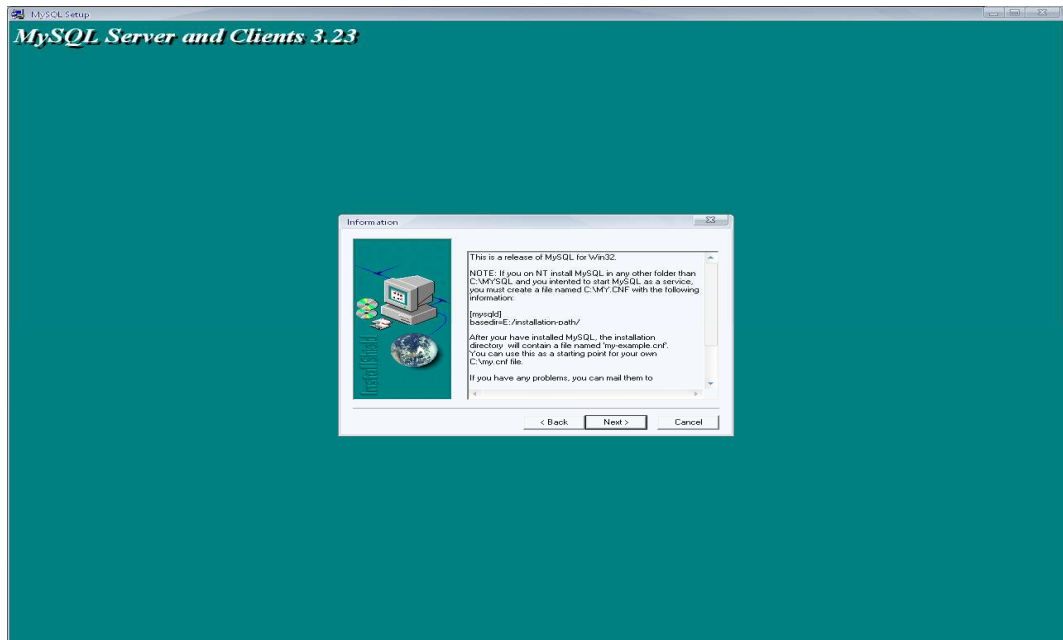 MySQL Setup
MySQL Server and Clients 3.23
Information
This is a release of MySQL for Win32.
NOTE: If you on NT install MySQL in any other folder than
C:\MYSQL and you intented to start MySQL as a service,
you must create a file named C:\MY.CNF with the following
information:
[mysqld]
basedir=E:/installation-path/
After your have installed MySQL, the installation
directory will contain a file named 'my-example.cnf'.
You can use this as a starting point for your own
C:\my.cnf file.
If you have any problems, you can mail them to
InstallShield
< Back
Next >
Cancel